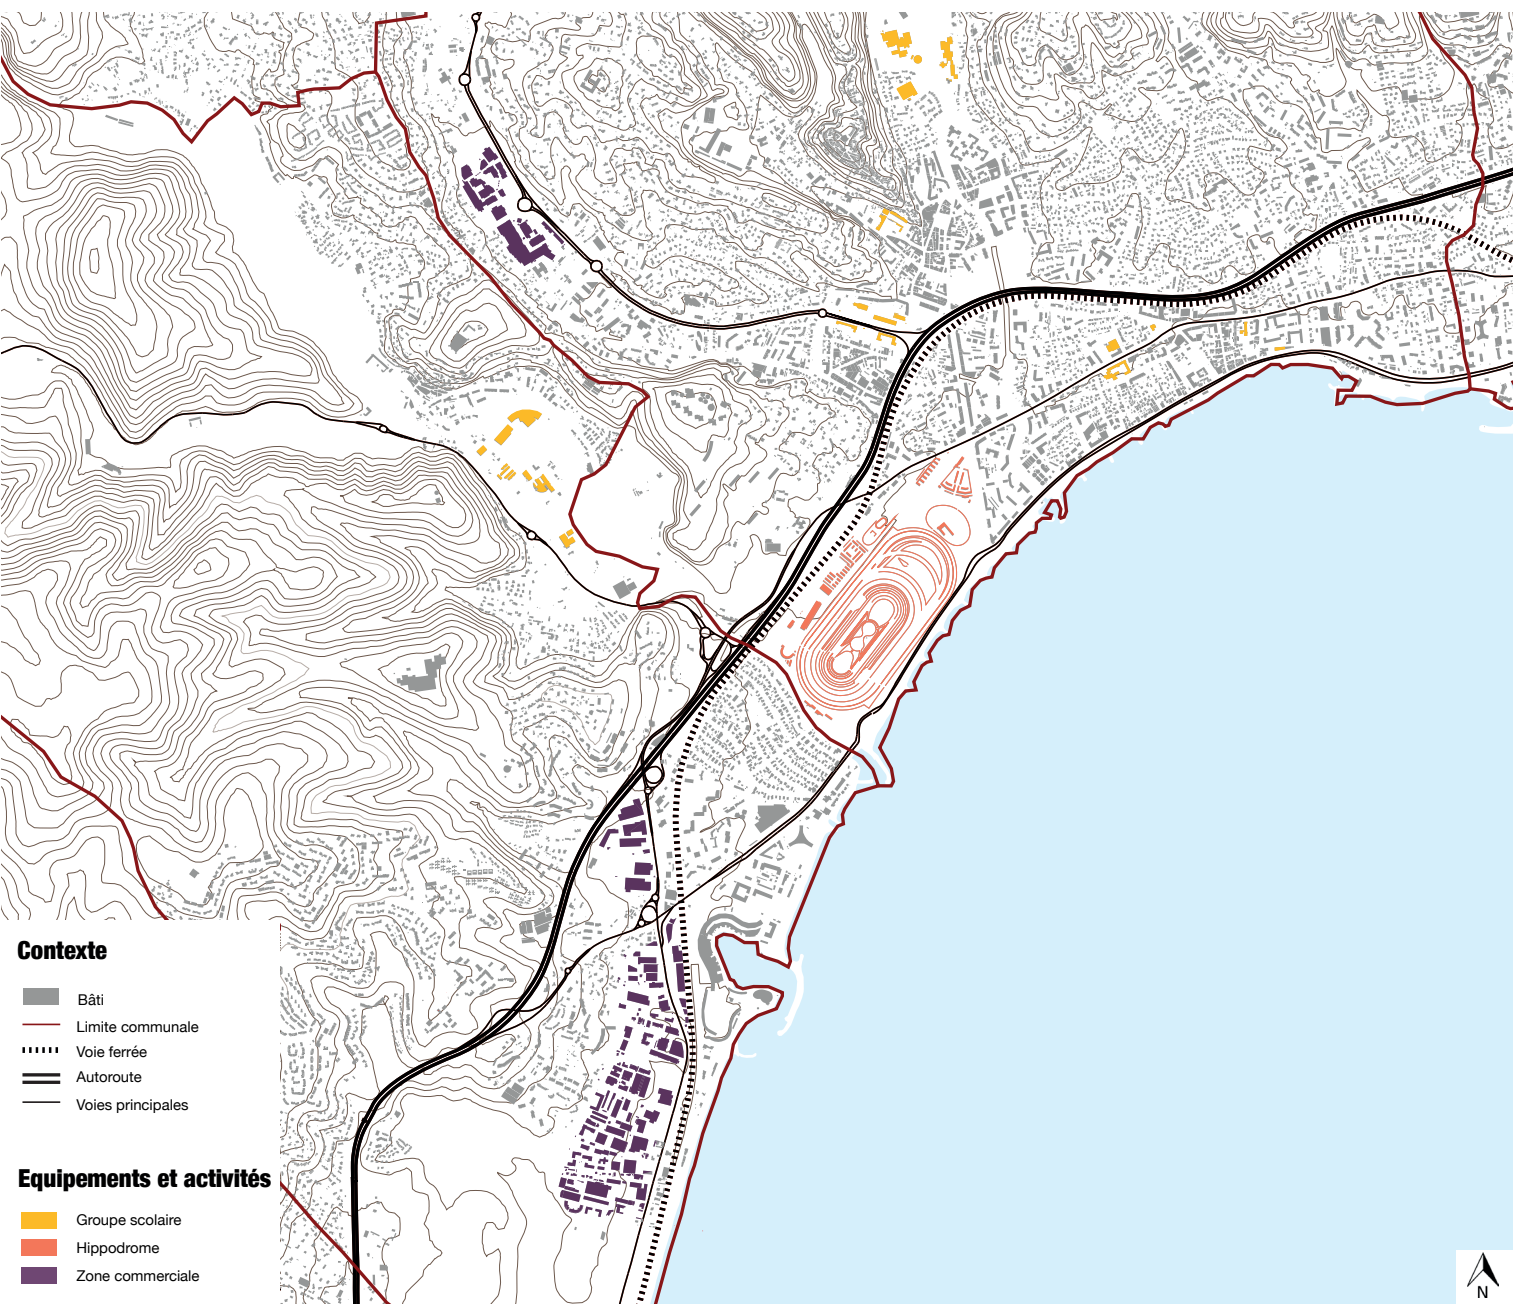 Contexte
Bâti
Limite communale
Voie ferrée
Autoroute
Voies principales
Equipements et activités
Groupe scolaire
Hippodrome
Zone commerciale
N